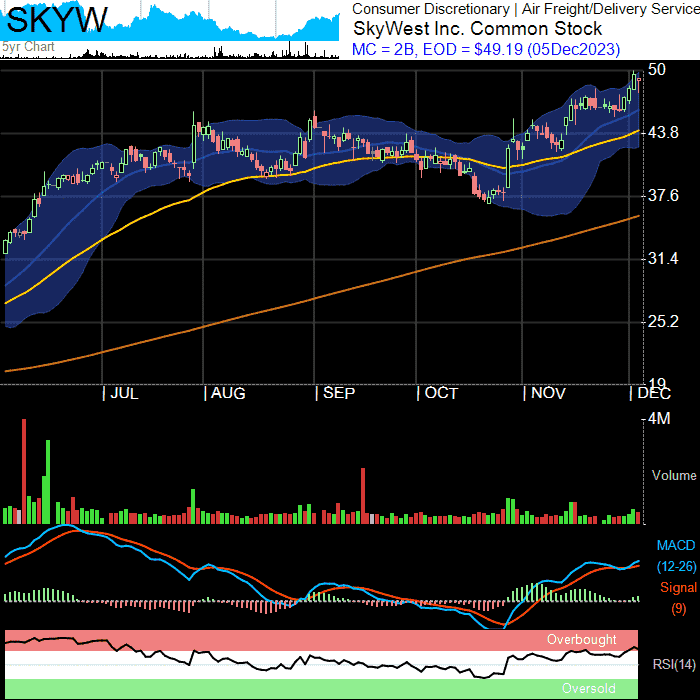 SKYW
5yr Chart
Consumer Discretionary | Air Freight/Delivery Service
SkyWest Inc. Common Stock
MC = 2B, EOD = $49.19 (05Dec2023)
50
43.8
37.6
31.4
25.2
19
JUL
AUG
SEP
OCT
NOV
DEC
4M
Volume
MACD
(12-26)
Signal
(9)
Overbought
RSI(14)
Oversold